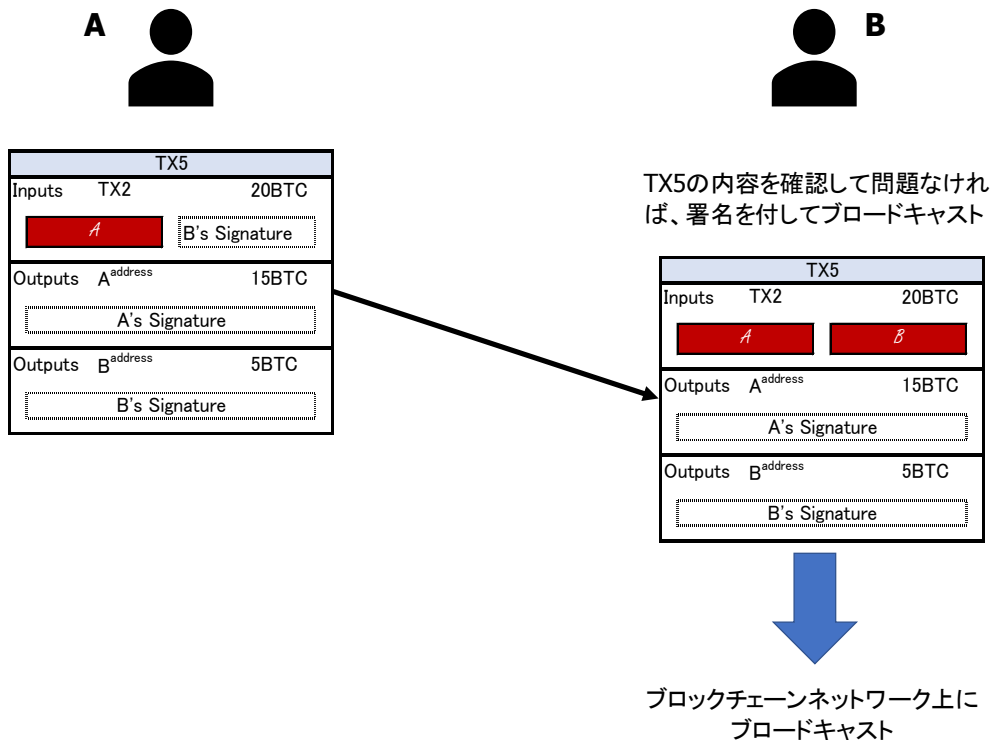 A
B
TX5
Inputs TX2 20BTC
A B's Signature
Outputs Aaddress 15BTC
A's Signature
Outputs Baddress 5BTC
B's Signature
TX5の内容を確認して問題なけれ
ば、署名を付してブロードキャスト
TX5
Inputs TX2 20BTC
A B
Outputs Aaddress 15BTC
A's Signature
Outputs Baddress 5BTC
B's Signature
ブロックチェーンネットワーク上に
ブロードキャスト